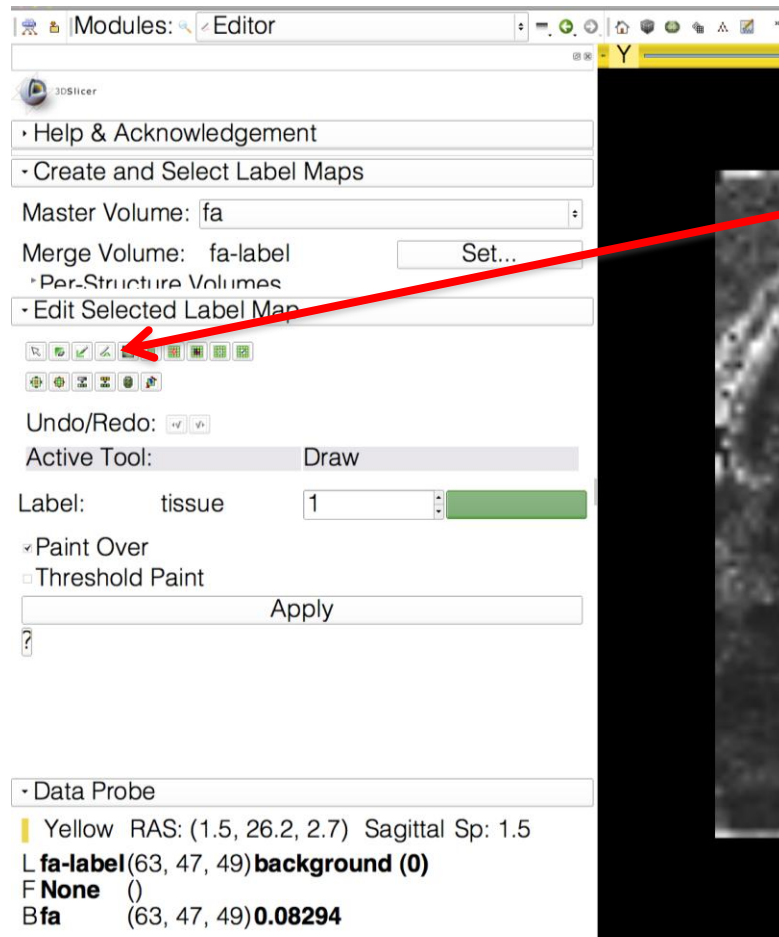 Modules: Editor
Y
3DSlicer
Help & Acknowledgement
Create and Select Label Maps
Master Volume: fa
Merge Volume: fa-label Set...
Per-Structure Volumes
Edit Selected Label Map
Undo/Redo:
Active Tool: Draw
Label: tissue 1
Paint Over
Threshold Paint
Apply
?
Data Probe
Yellow RAS: (1.5, 26.2, 2.7) Sagittal Sp: 1.5
L fa-label (63, 47, 49) background (0)
F None ()
B fa (63, 47, 49) 0.08294